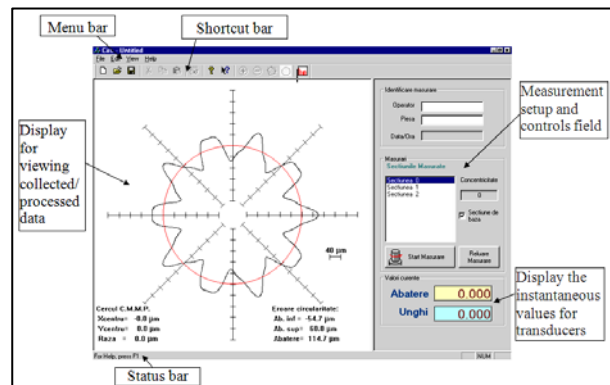 Menu bar
Shortcut bar
Cir. - Untitled
File Edit View Help
Display
for
viewing
collected/
processed
data
40 µm
Cercul C.M.M.P.
Xcentru= -0.0 µm
Ycentru= 0.0 µm
Raza = 0.0 µm
Eroare circularitate:
Ab. inf = -54.7 µm
Ab. sup= 60.0 µm
Abatere= 114.7 µm
Identificare masurare
Operator
Piesa
Data/Ora
Masurari
Sectiunile Masurate
Sectiunea 0
Sectiunea 1
Sectiunea 2
Concentricitate
0
Sectiune de
baza
Start Masurare
Reluare
Masurare
Valori curente
Abatere 0.000
Unghi 0.000
Measurement
setup and
controls field
Display the
instantaneous
values for
transducers
For Help, press F1
NUM
Status bar